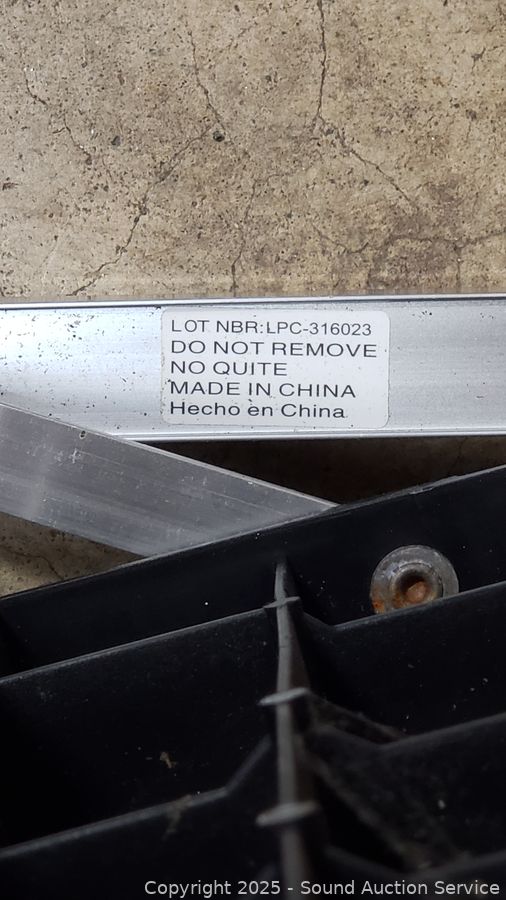 LOT NBR:LPC-316023
DO NOT REMOVE
NO QUITE
MADE IN CHINA
Hecho en China
Copyright 2025 - Sound Auction Service